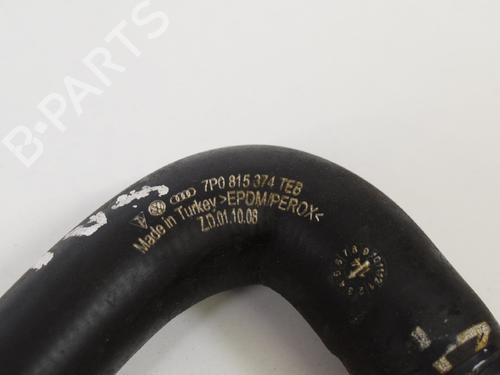 B-PARTS
7P0 815 374 TEB
Made in Turkey >EPDM/PEROX<
Z.D.01.10.08